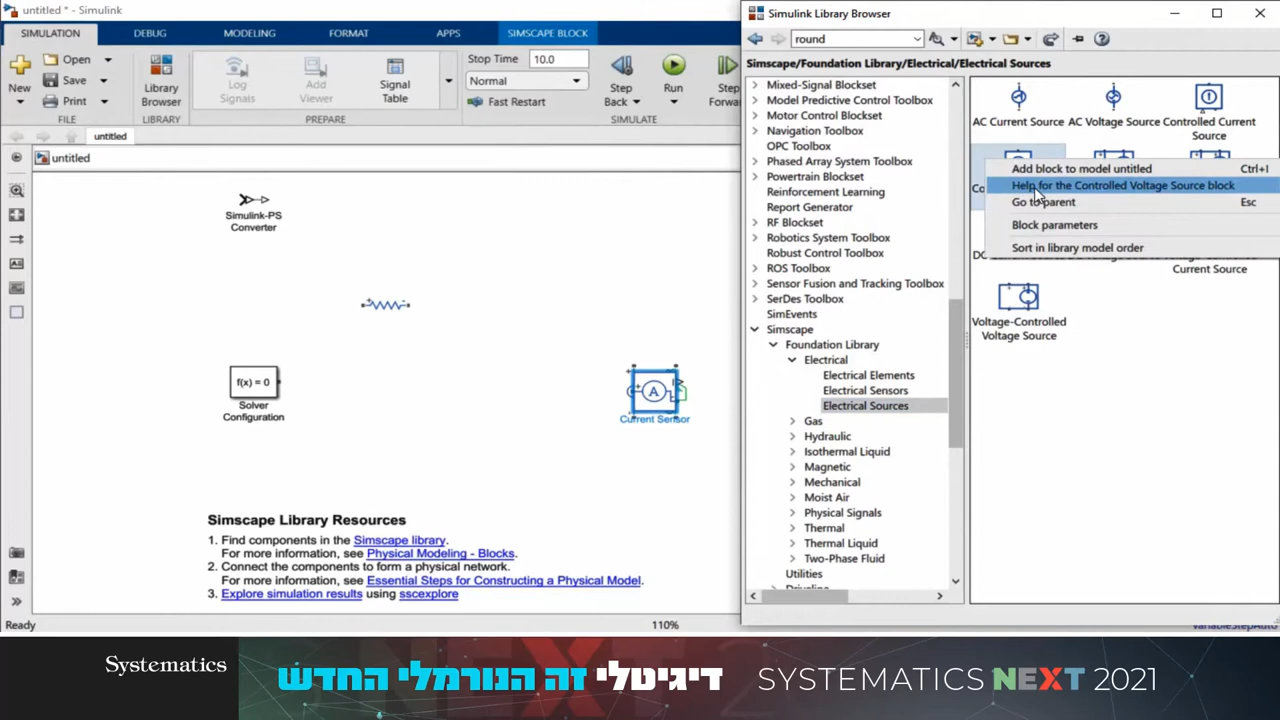 untitled * - Simulink
SIMULATION DEBUG MODELING FORMAT APPS SIMSCAPE BLOCK
New
Open
Save
Print
FILE
Library
Browser
LIBRARY
Log
Signals
Add
Viewer
Signal
Table
PREPARE
Stop Time 10.0
Normal
Fast Restart
Step
Back
Run
Step
Forwa
SIMULATE
untitled
untitled
Simulink-PS
Converter
f(x) = 0
Solver
Configuration
A
Current Sensor
Simscape Library Resources
1. Find components in the Simscape library.
For more information, see Physical Modeling - Blocks.
2. Connect the components to form a physical network.
For more information, see Essential Steps for Constructing a Physical Model.
3. Explore simulation results using sscexplore
Ready
110%
VariableStepAuto
Simulink Library Browser
round
Simscape/Foundation Library/Electrical/Electrical Sources
Mixed-Signal Blockset
Model Predictive Control Toolbox
Motor Control Blockset
Navigation Toolbox
OPC Toolbox
Phased Array System Toolbox
Powertrain Blockset
Reinforcement Learning
Report Generator
RF Blockset
Robotics System Toolbox
Robust Control Toolbox
ROS Toolbox
Sensor Fusion and Tracking Toolbox
SerDes Toolbox
SimEvents
Simscape
Foundation Library
Electrical
Electrical Elements
Electrical Sensors
Electrical Sources
Gas
Hydraulic
Isothermal Liquid
Magnetic
Mechanical
Moist Air
Physical Signals
Thermal
Thermal Liquid
Two-Phase Fluid
Utilities
Driveline
AC Current Source
AC Voltage Source
Controlled Current
Source
Add block to model untitled Ctrl+I
Help for the Controlled Voltage Source block
Go to parent Esc
Block parameters
Sort in library model order
Current Source
Voltage-Controlled
Voltage Source
Systematics
דיגיטלי זה הנורמלי החדש
SYSTEMATICS NEXT 2021